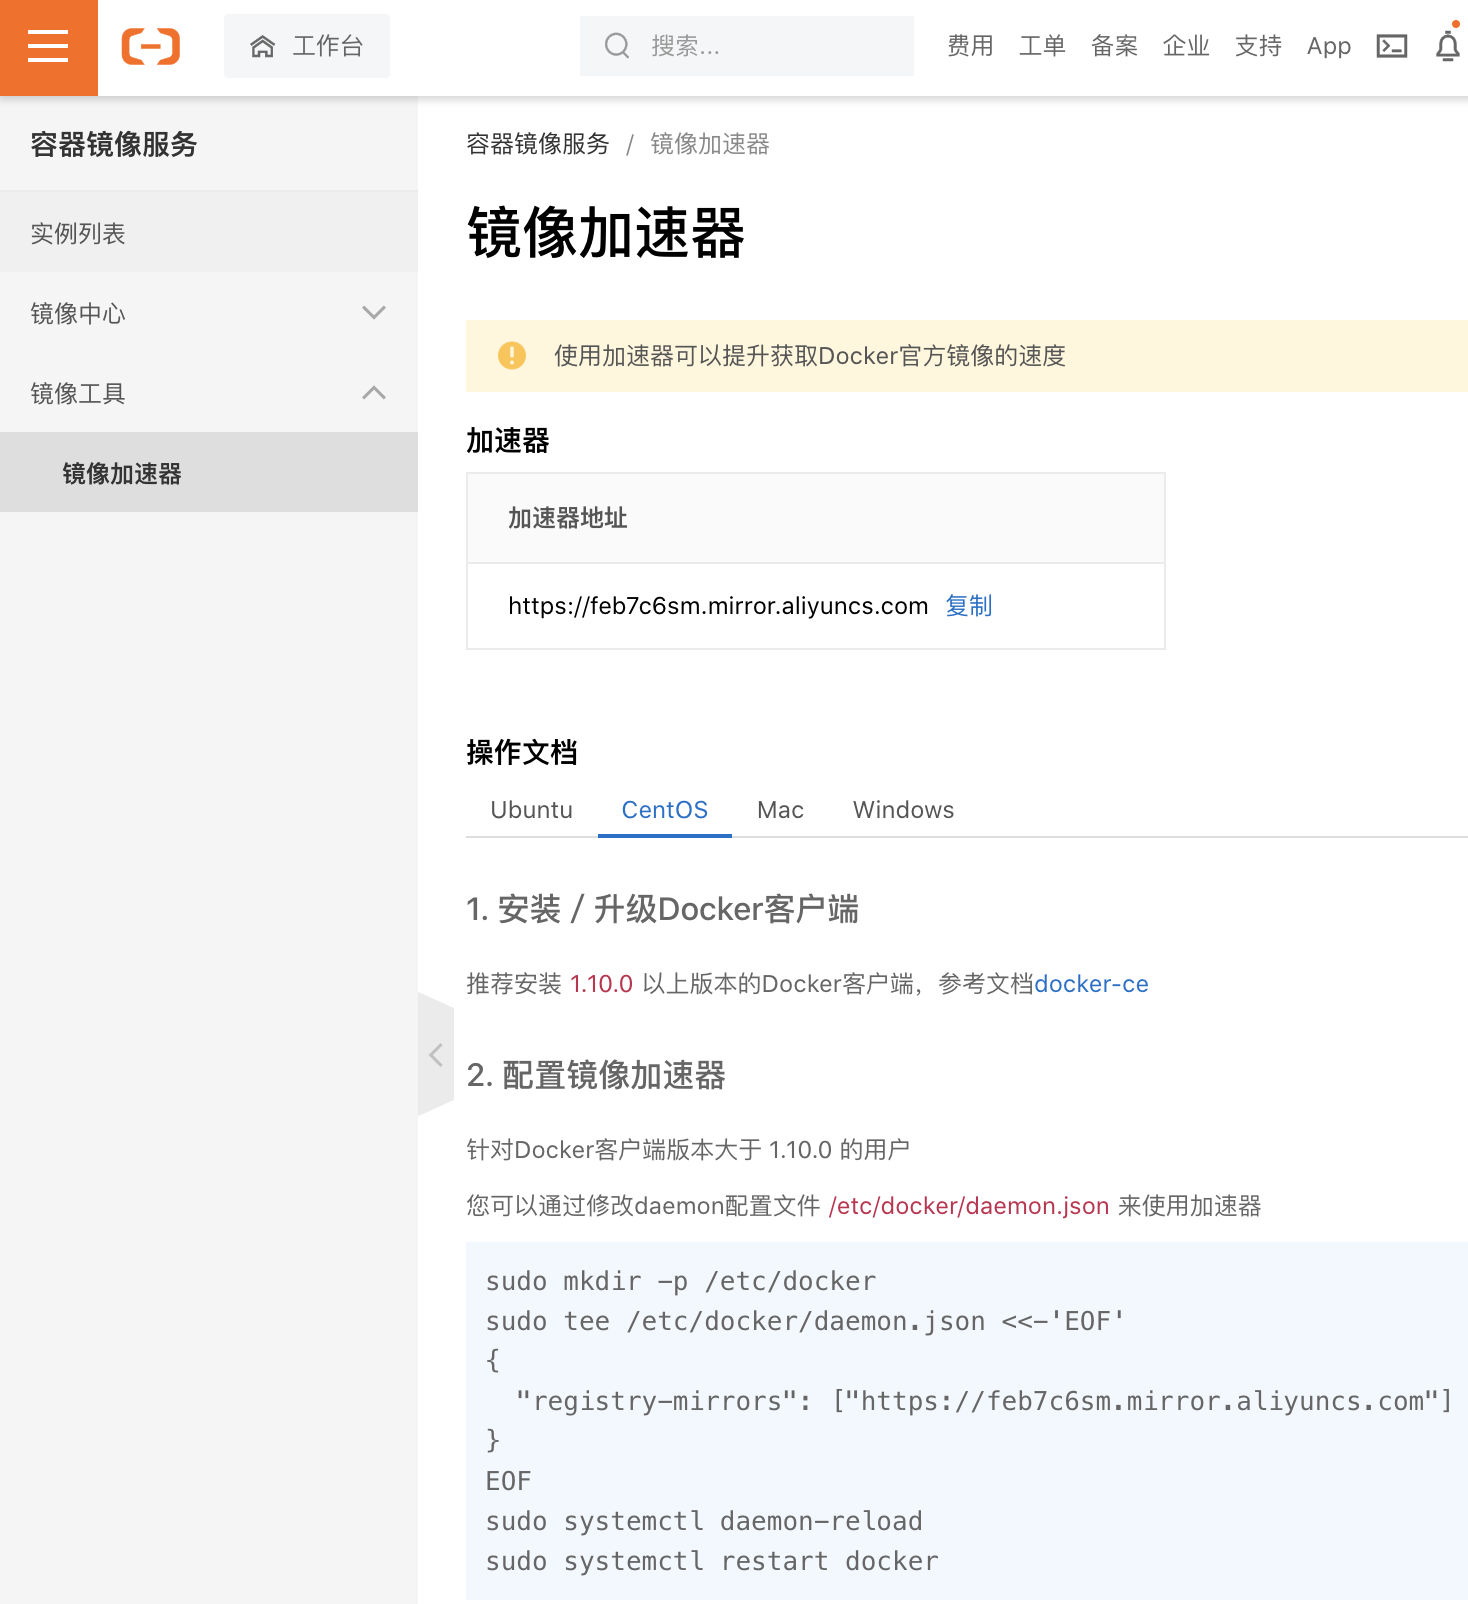 工作台
搜索...
费用 工单 备案 企业 支持 App
容器镜像服务
实例列表
镜像中心
镜像工具
镜像加速器
容器镜像服务 / 镜像加速器
镜像加速器
使用加速器可以提升获取Docker官方镜像的速度
加速器
加速器地址
https://feb7c6sm.mirror.aliyuncs.com 复制
操作文档
Ubuntu CentOS Mac Windows
1. 安装 / 升级Docker客户端
推荐安装 1.10.0 以上版本的Docker客户端，参考文档docker-ce
2. 配置镜像加速器
针对Docker客户端版本大于 1.10.0 的用户
您可以通过修改daemon配置文件 /etc/docker/daemon.json 来使用加速器
sudo mkdir -p /etc/docker
sudo tee /etc/docker/daemon.json <<-'EOF'
{
  "registry-mirrors": ["https://feb7c6sm.mirror.aliyuncs.com"]
}
EOF
sudo systemctl daemon-reload
sudo systemctl restart docker